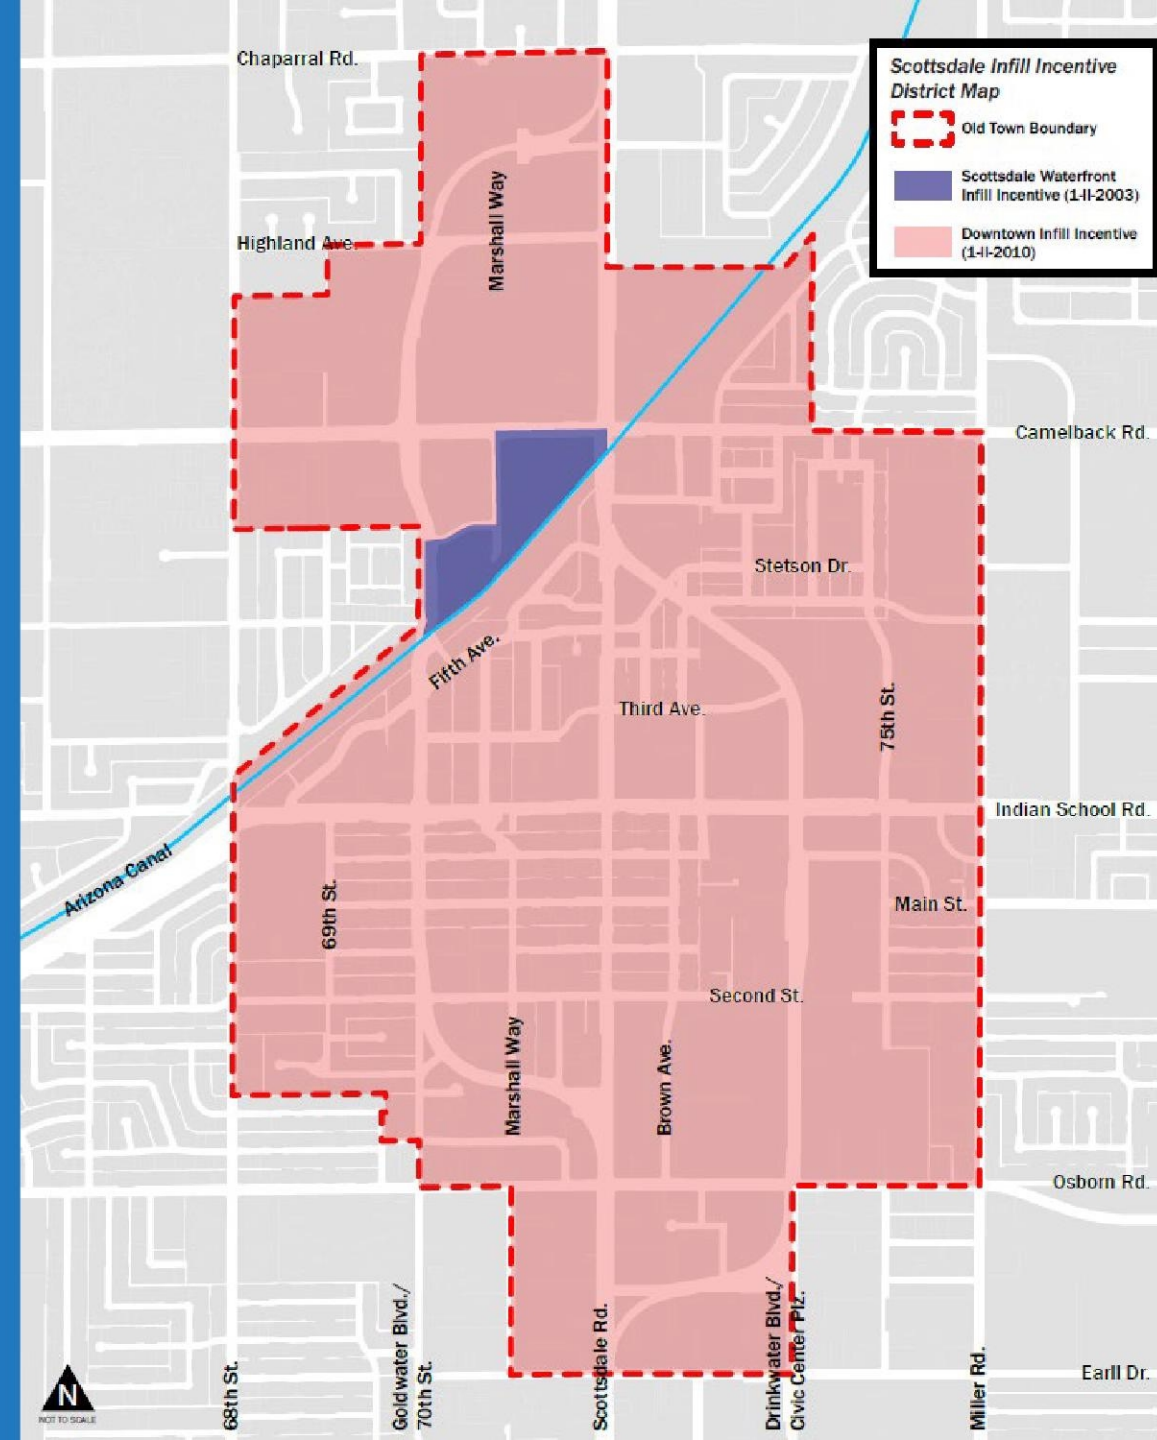 Scottsdale Infill Incentive
District Map
Old Town Boundary
Scottsdale Waterfront
Infill Incentive (1-II-2003)
Downtown Infill Incentive
(1-II-2010)
Chaparral Rd.
Marshall Way
Highland Ave.
Camelback Rd.
Stetson Dr.
Fifth Ave.
Third Ave.
75th St.
Indian School Rd.
Arizona Canal
69th St.
Main St.
Second St.
Marshall Way
Brown Ave.
Osborn Rd.
68th St.
Goldwater Blvd./
70th St.
Scottsdale Rd.
Drinkwater Blvd./
Civic Center Plz.
Miller Rd.
Earll Dr.
N
NOT TO SCALE